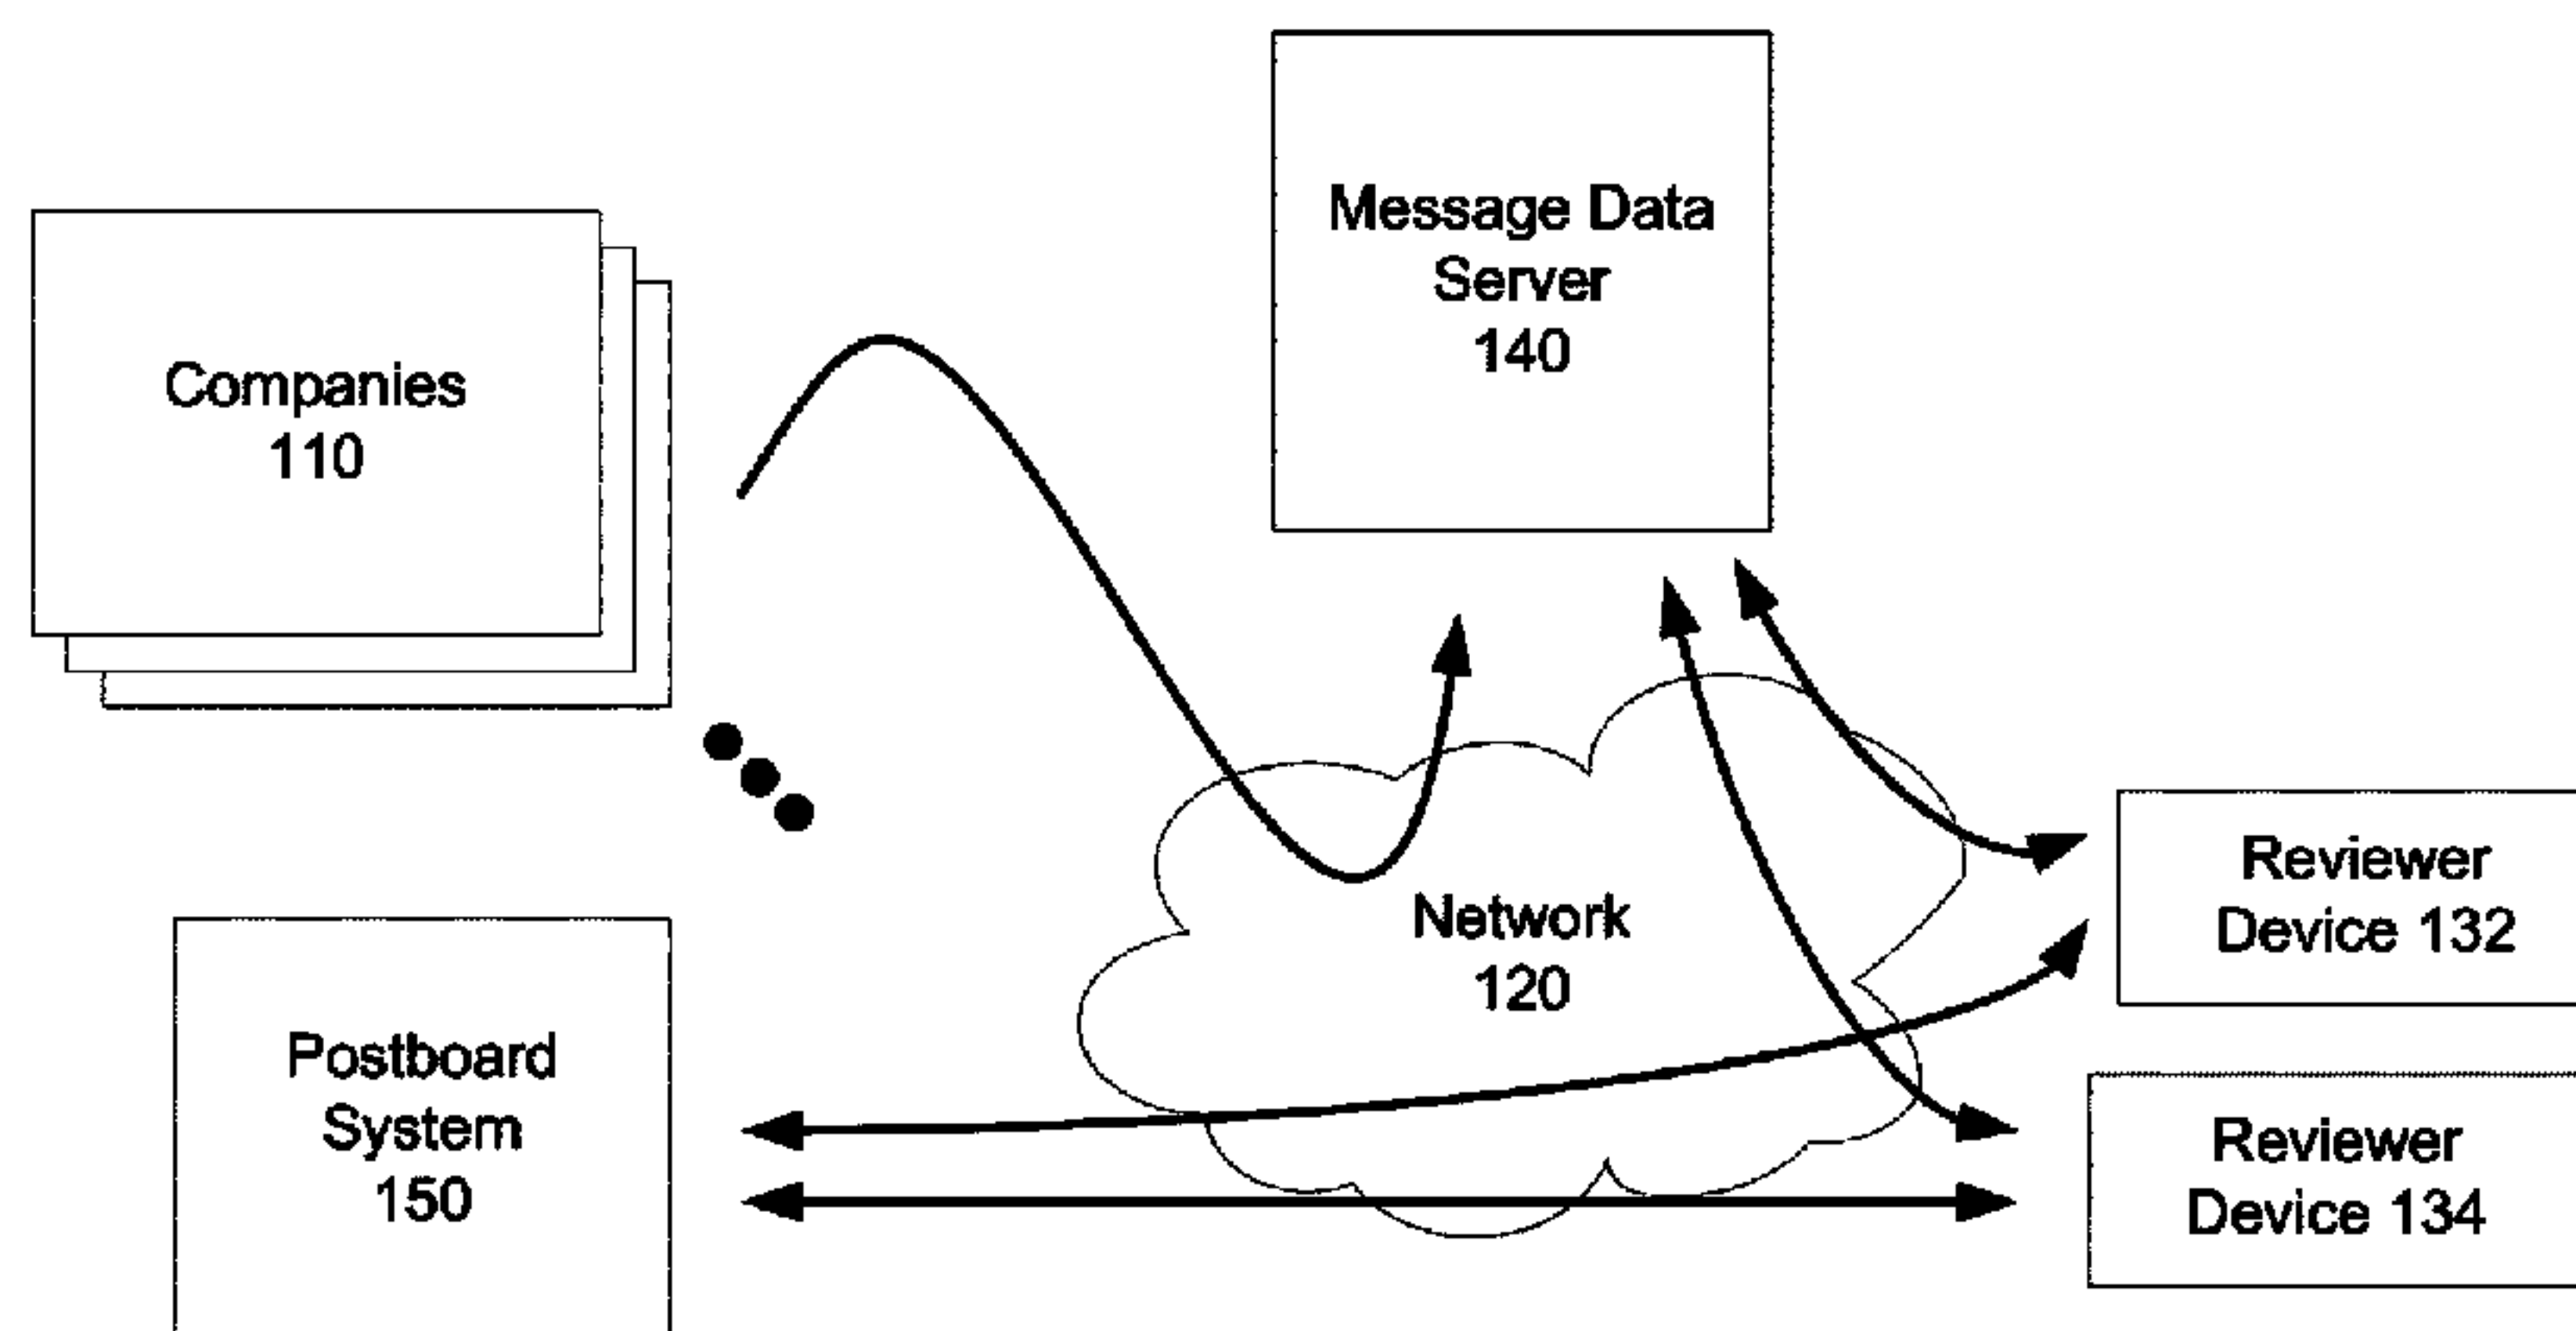 Message Data
Server
140
Companies
110
Network
120
Reviewer
Device 132
Postboard
System
150
Reviewer
Device 134